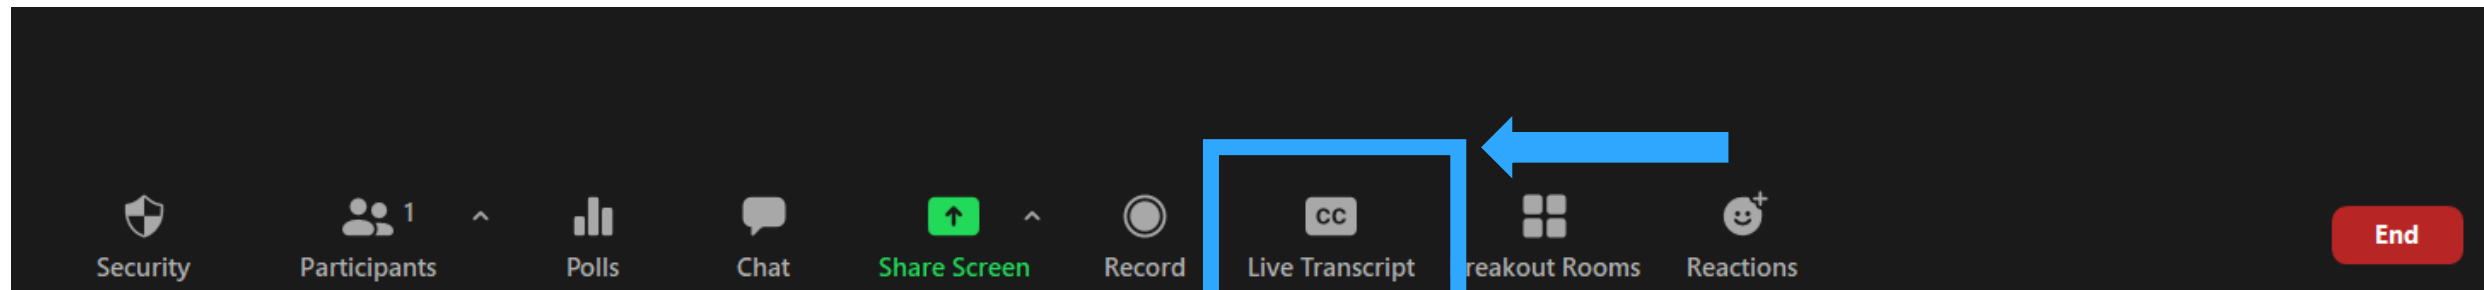 1
CC
Security
Participants
Polls
Chat
Share Screen
Record
Live Transcript
reakout Rooms
Reactions
End